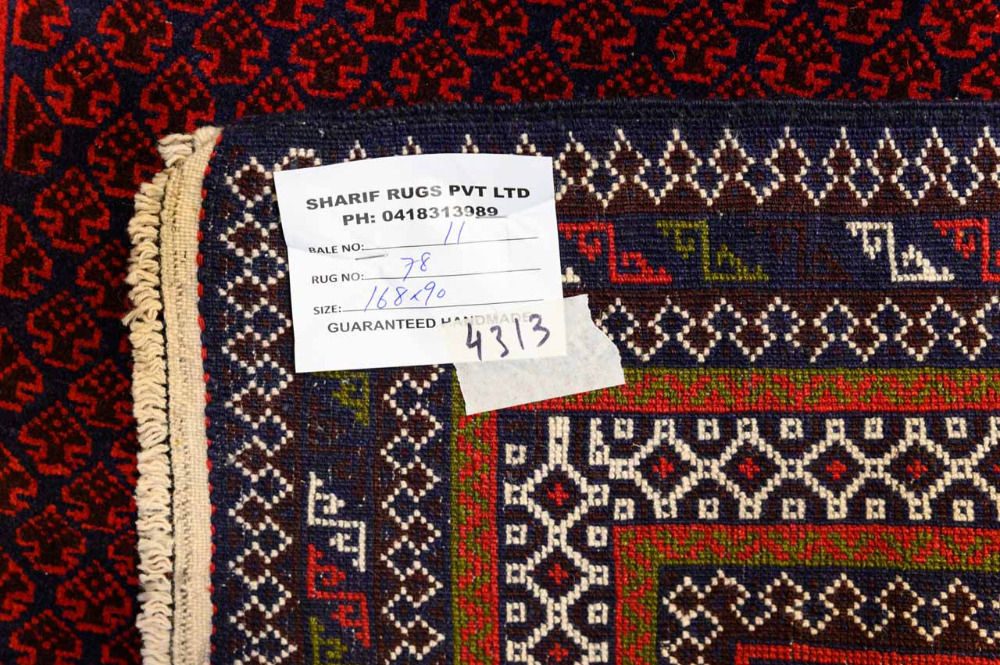 SHARIF RUGS PVT LTD
PH: 0418313989
BALE NO: 11
RUG NO: 78
SIZE: 168x90
GUARANTEED HANDMADE
4313